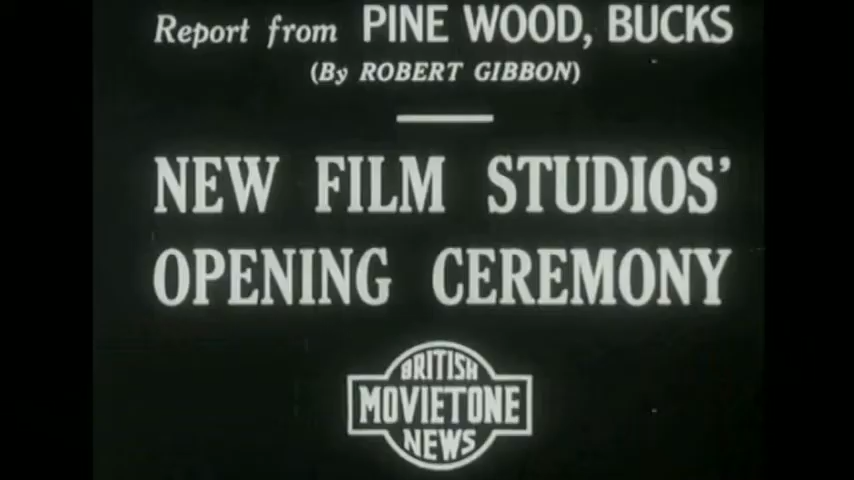 Report from PINE WOOD, BUCKS
(By ROBERT GIBBON)
NEW FILM STUDIOS'
OPENING CEREMONY
BRITISH
MOVIETONE
NEWS